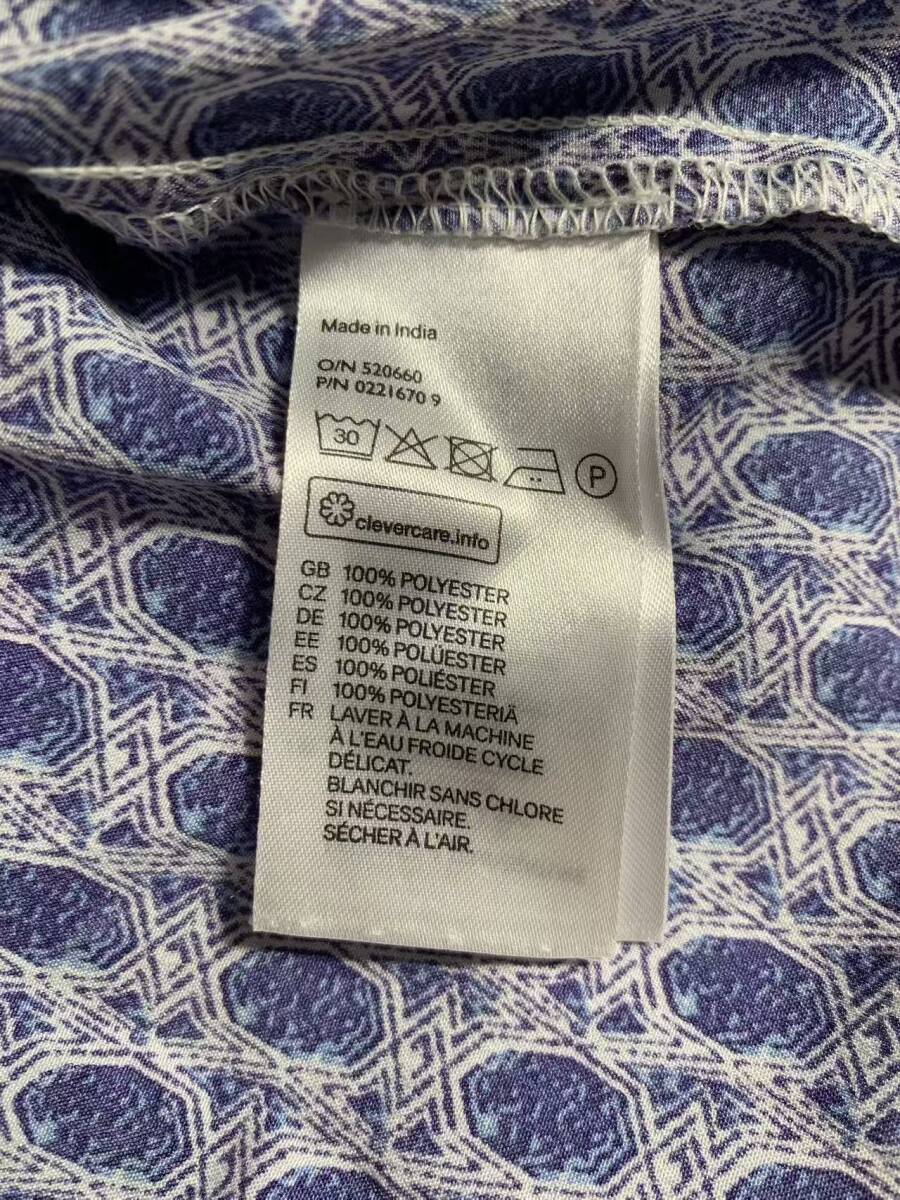 Made in India
O/N 520660
P/N 0221670 9
30 P
clevercare.info
GB 100% POLYESTER
CZ 100% POLYESTER
DE 100% POLYESTER
EE 100% POLÜESTER
ES 100% POLIÉSTER
FI 100% POLYESTERIÄ
FR LAVER À LA MACHINE
À L'EAU FROIDE CYCLE
DÉLICAT.
BLANCHIR SANS CHLORE
SI NÉCESSAIRE.
SÉCHER À L'AIR.